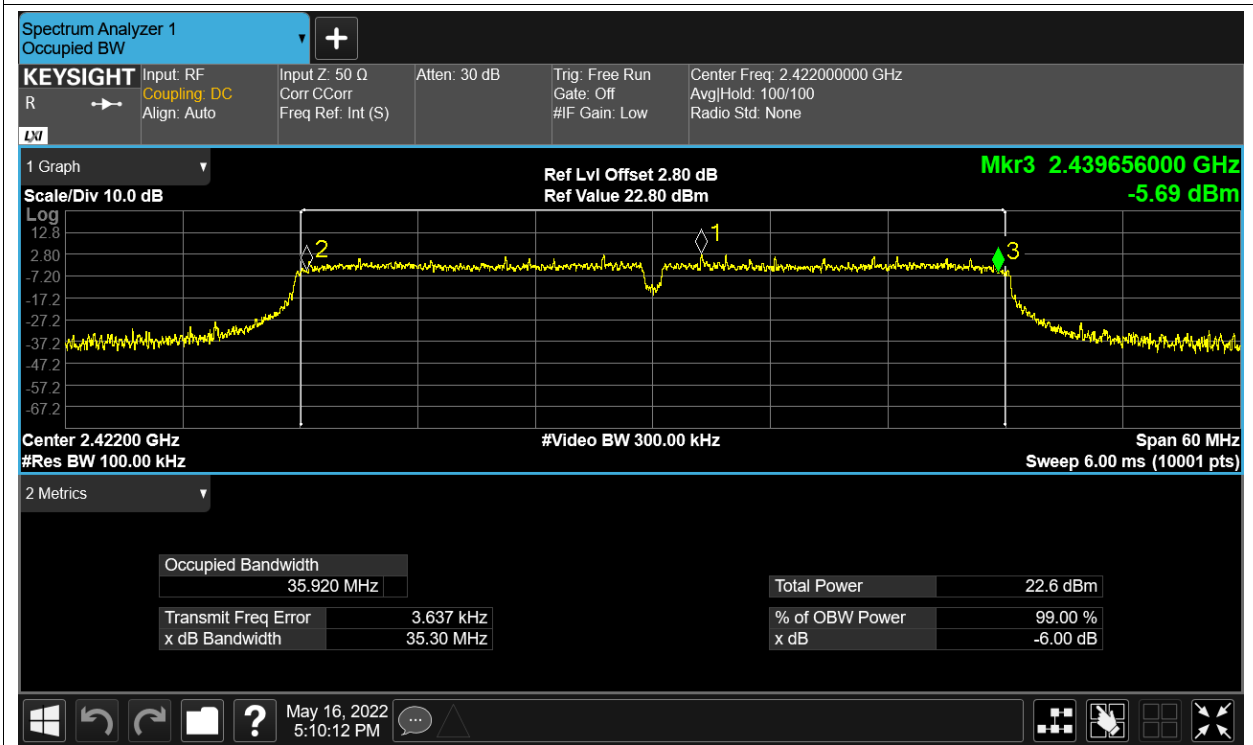 Spectrum Analyzer 1
Occupied BW
KEYSIGHT
R
LXI
Input: RF
Coupling: DC
Align: Auto
Input Z: 50 Ω
Corr CCorr
Freq Ref: Int (S)
Atten: 30 dB
Trig: Free Run
Gate: Off
#IF Gain: Low
Center Freq: 2.422000000 GHz
Avg|Hold: 100/100
Radio Std: None
1 Graph
Scale/Div 10.0 dB
Ref Lvl Offset 2.80 dB
Ref Value 22.80 dBm
Mkr3 2.439656000 GHz
-5.69 dBm
Log
12.8
2.80
-7.20
-17.2
-27.2
-37.2
-47.2
-57.2
-67.2
2
1
3
Center 2.42200 GHz
#Res BW 100.00 kHz
#Video BW 300.00 kHz
Span 60 MHz
Sweep 6.00 ms (10001 pts)
2 Metrics
Occupied Bandwidth
35.920 MHz
Transmit Freq Error 3.637 kHz
x dB Bandwidth 35.30 MHz
Total Power 22.6 dBm
% of OBW Power 99.00 %
x dB -6.00 dB
?
May 16, 2022
5:10:12 PM